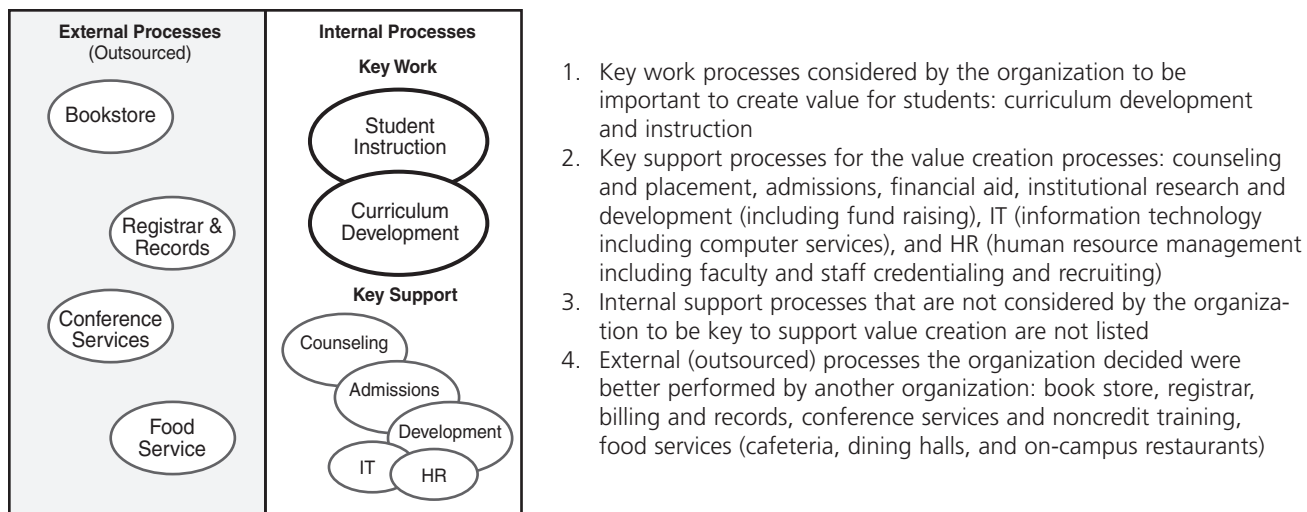 External Processes
(Outsourced)
Bookstore
Registrar &
Records
Conference
Services
Food
Service
Internal Processes
Key Work
Student
Instruction
Curriculum
Development
Key Support
Counseling
Admissions
Development
IT
HR
1. Key work processes considered by the organization to be
important to create value for students: curriculum development
and instruction
2. Key support processes for the value creation processes: counseling
and placement, admissions, financial aid, institutional research and
development (including fund raising), IT (information technology
including computer services), and HR (human resource management
including faculty and staff credentialing and recruiting)
3. Internal support processes that are not considered by the organiza-
tion to be key to support value creation are not listed
4. External (outsourced) processes the organization decided were
better performed by another organization: book store, registrar,
billing and records, conference services and noncredit training,
food services (cafeteria, dining halls, and on-campus restaurants)